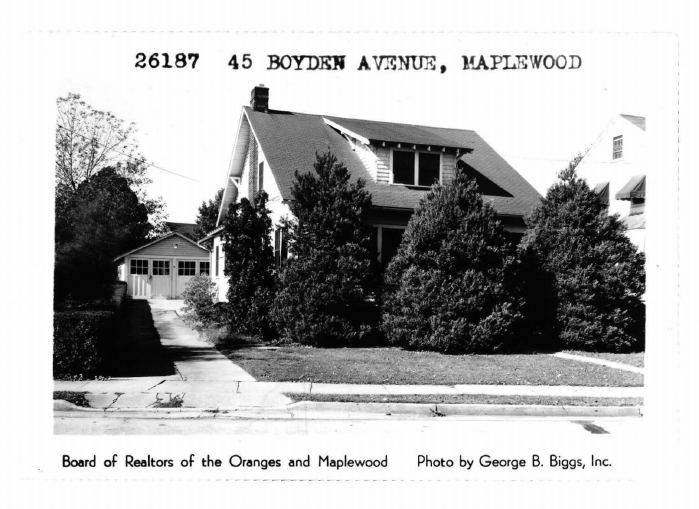 26187 45 BOYDEN AVENUE, MAPLEWOOD
Board of Realtors of the Oranges and Maplewood Photo by George B. Biggs, Inc.